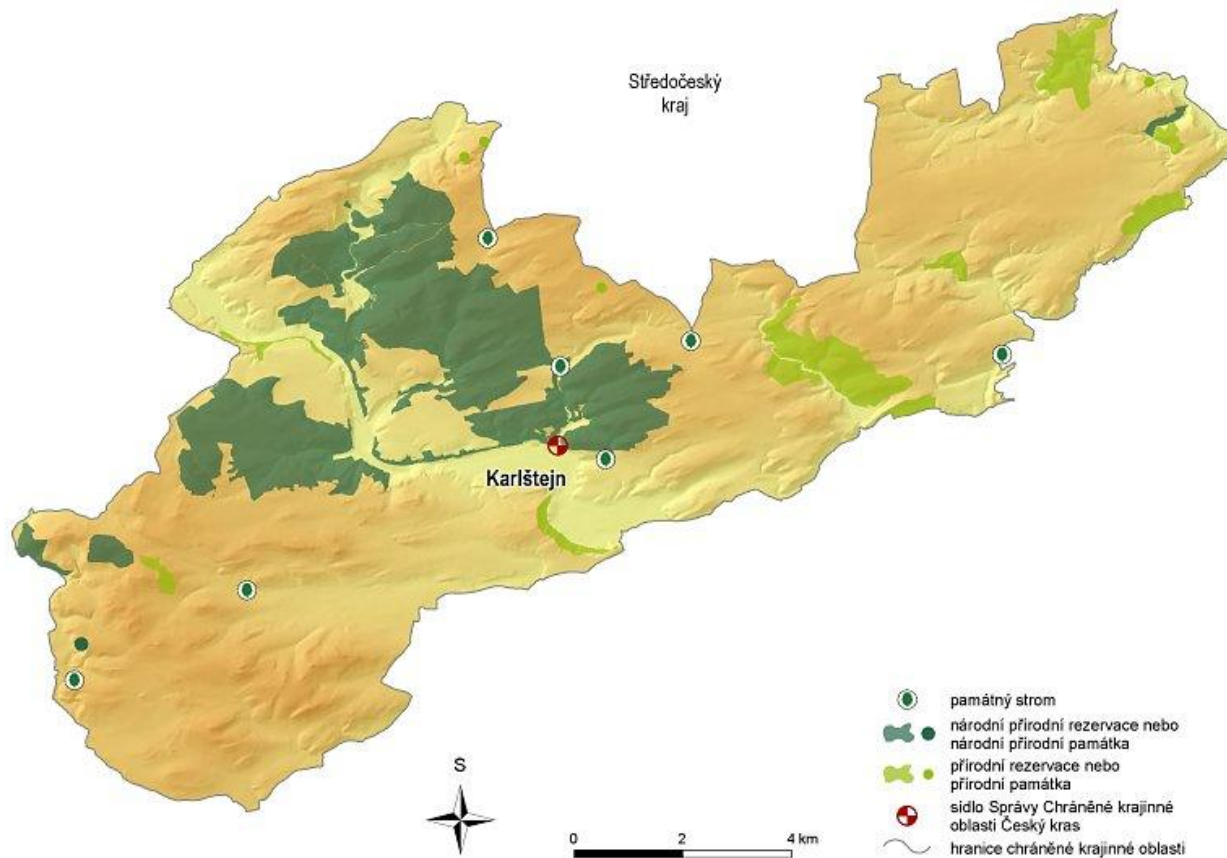 Středočeský
kraj
Karlštejn
S
0 2 4 km
památný strom
národní přírodní rezervace nebo
národní přírodní památka
přírodní rezervace nebo
přírodní památka
sídlo Správy Chráněné krajinné
oblasti Český kras
hranice chráněné krajinné oblasti